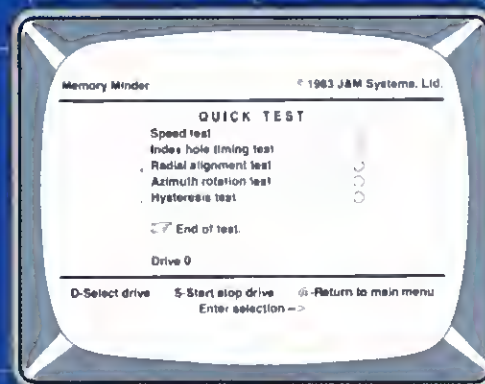 Memory Minder © 1983 J&M Systems, Ltd.
QUICK TEST
Speed test
Index hole timing test
Radial alignment test
Azimuth rotation test
Hysteresis test
End of test.
Drive 0
D-Select drive S-Start stop drive @-Return to main menu
Enter selection -->